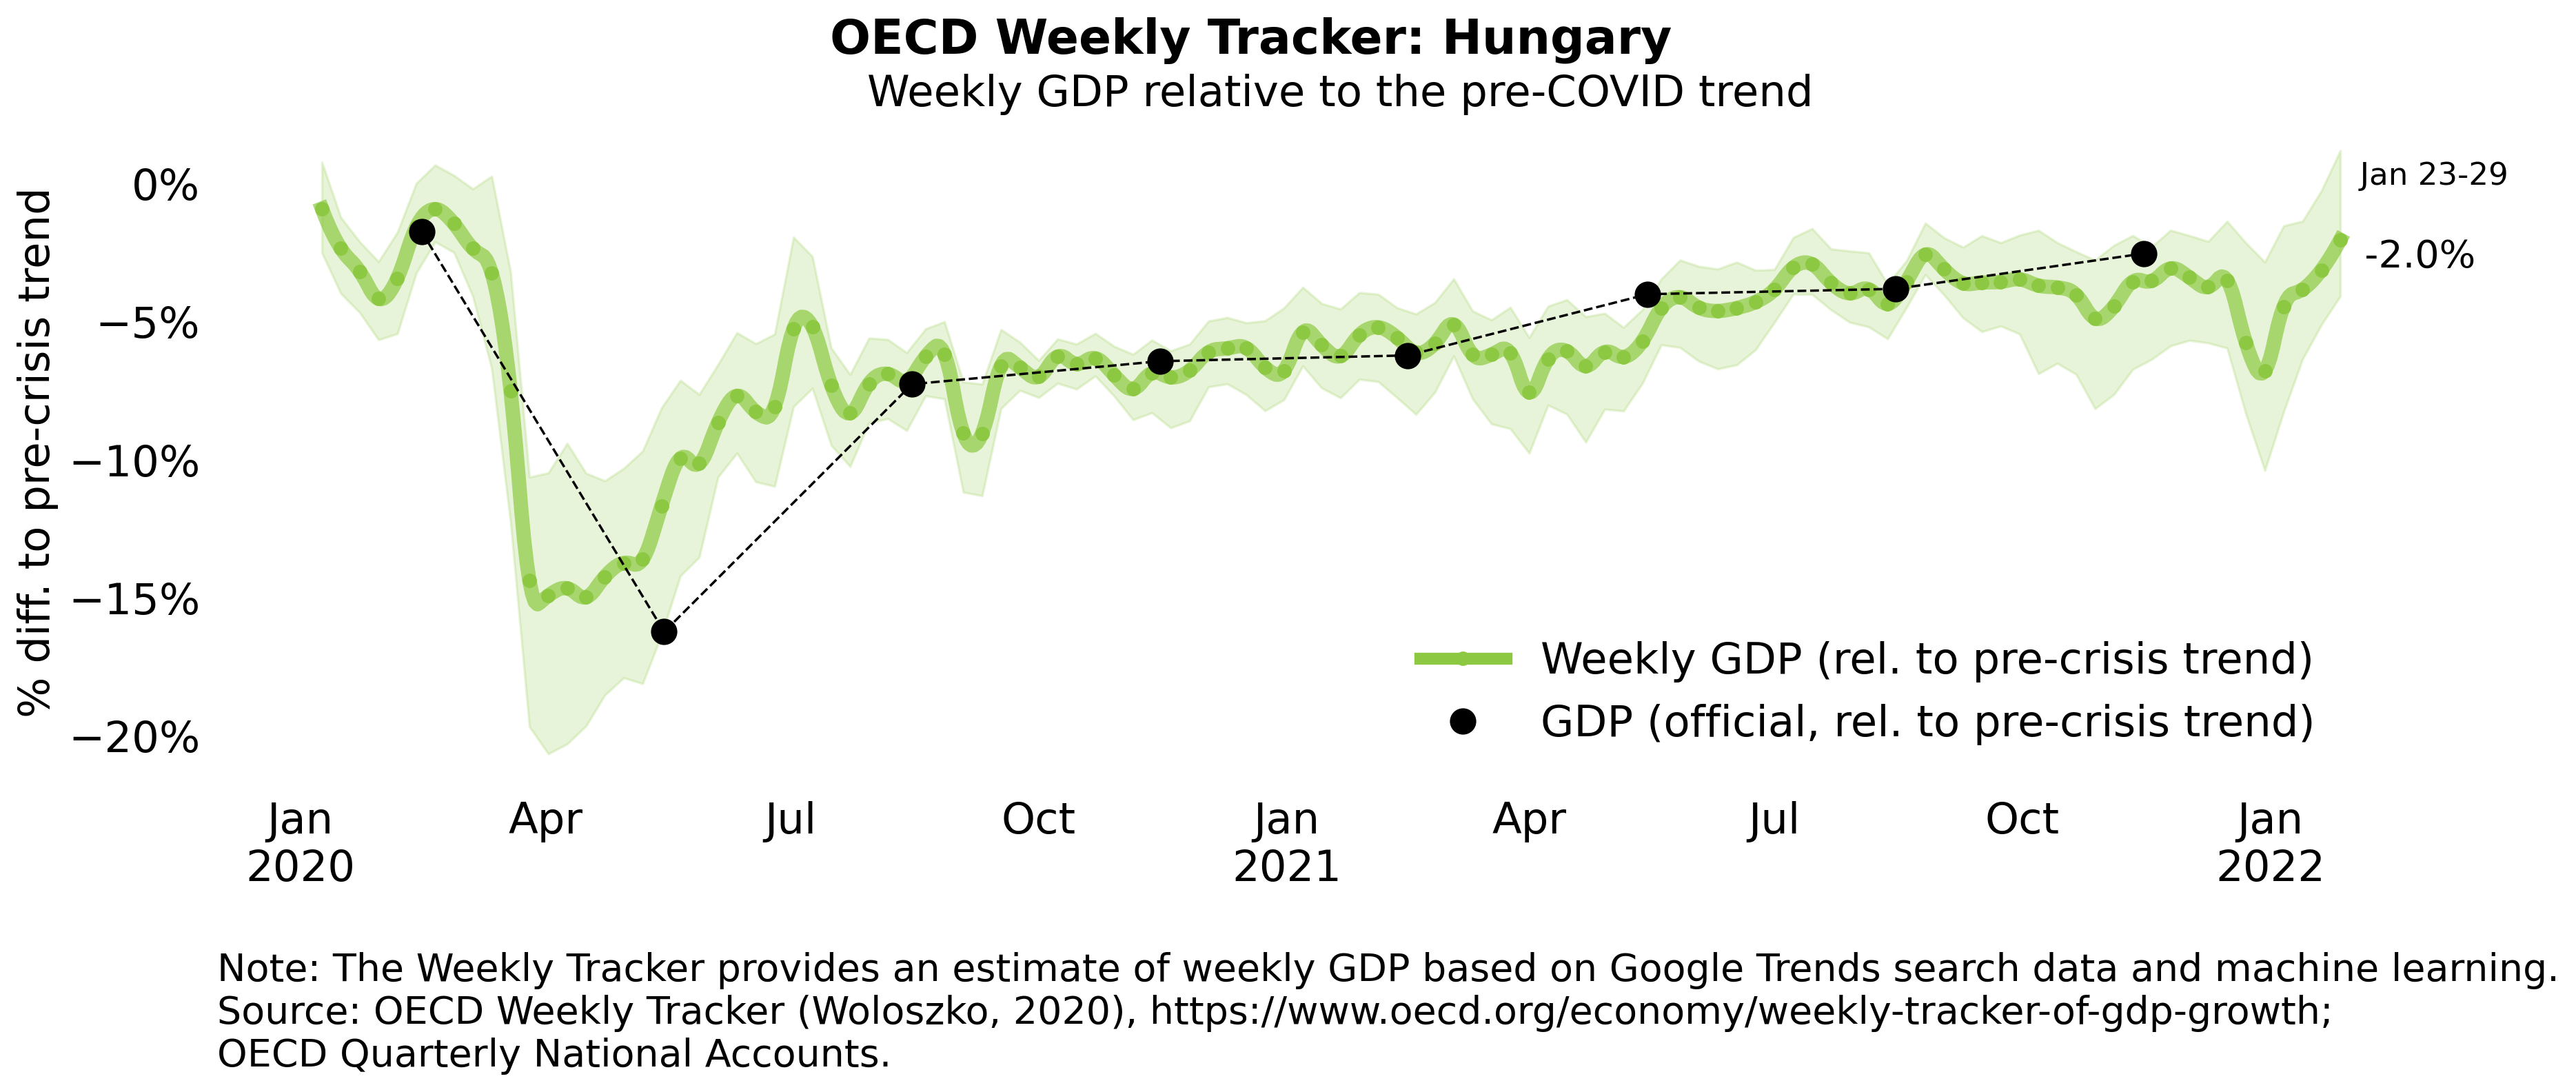 OECD Weekly Tracker: Hungary
Weekly GDP relative to the pre-COVID trend
% diff. to pre-crisis trend
0%
−5%
−10%
−15%
−20%
Jan 23-29
-2.0%
Weekly GDP (rel. to pre-crisis trend)
GDP (official, rel. to pre-crisis trend)
Jan Apr Jul Oct Jan Apr Jul Oct Jan
2020 2021 2022
Note: The Weekly Tracker provides an estimate of weekly GDP based on Google Trends search data and machine learning.
Source: OECD Weekly Tracker (Woloszko, 2020), https://www.oecd.org/economy/weekly-tracker-of-gdp-growth;
OECD Quarterly National Accounts.